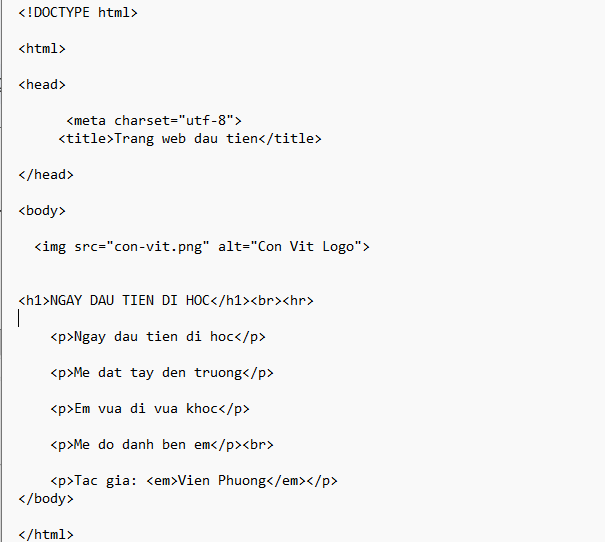 <!DOCTYPE html>
<html>
<head>
<meta charset="utf-8">
<title>Trang web dau tien</title>
</head>
<body>
<img src="con-vit.png" alt="Con Vit Logo">
<h1>NGAY DAU TIEN DI HOC</h1><br><hr>
<p>Ngay dau tien di hoc</p>
<p>Me dat tay den truong</p>
<p>Em vua di vua khoc</p>
<p>Me do danh ben em</p><br>
<p>Tac gia: <em>Vien Phuong</em></p>
</body>
</html>